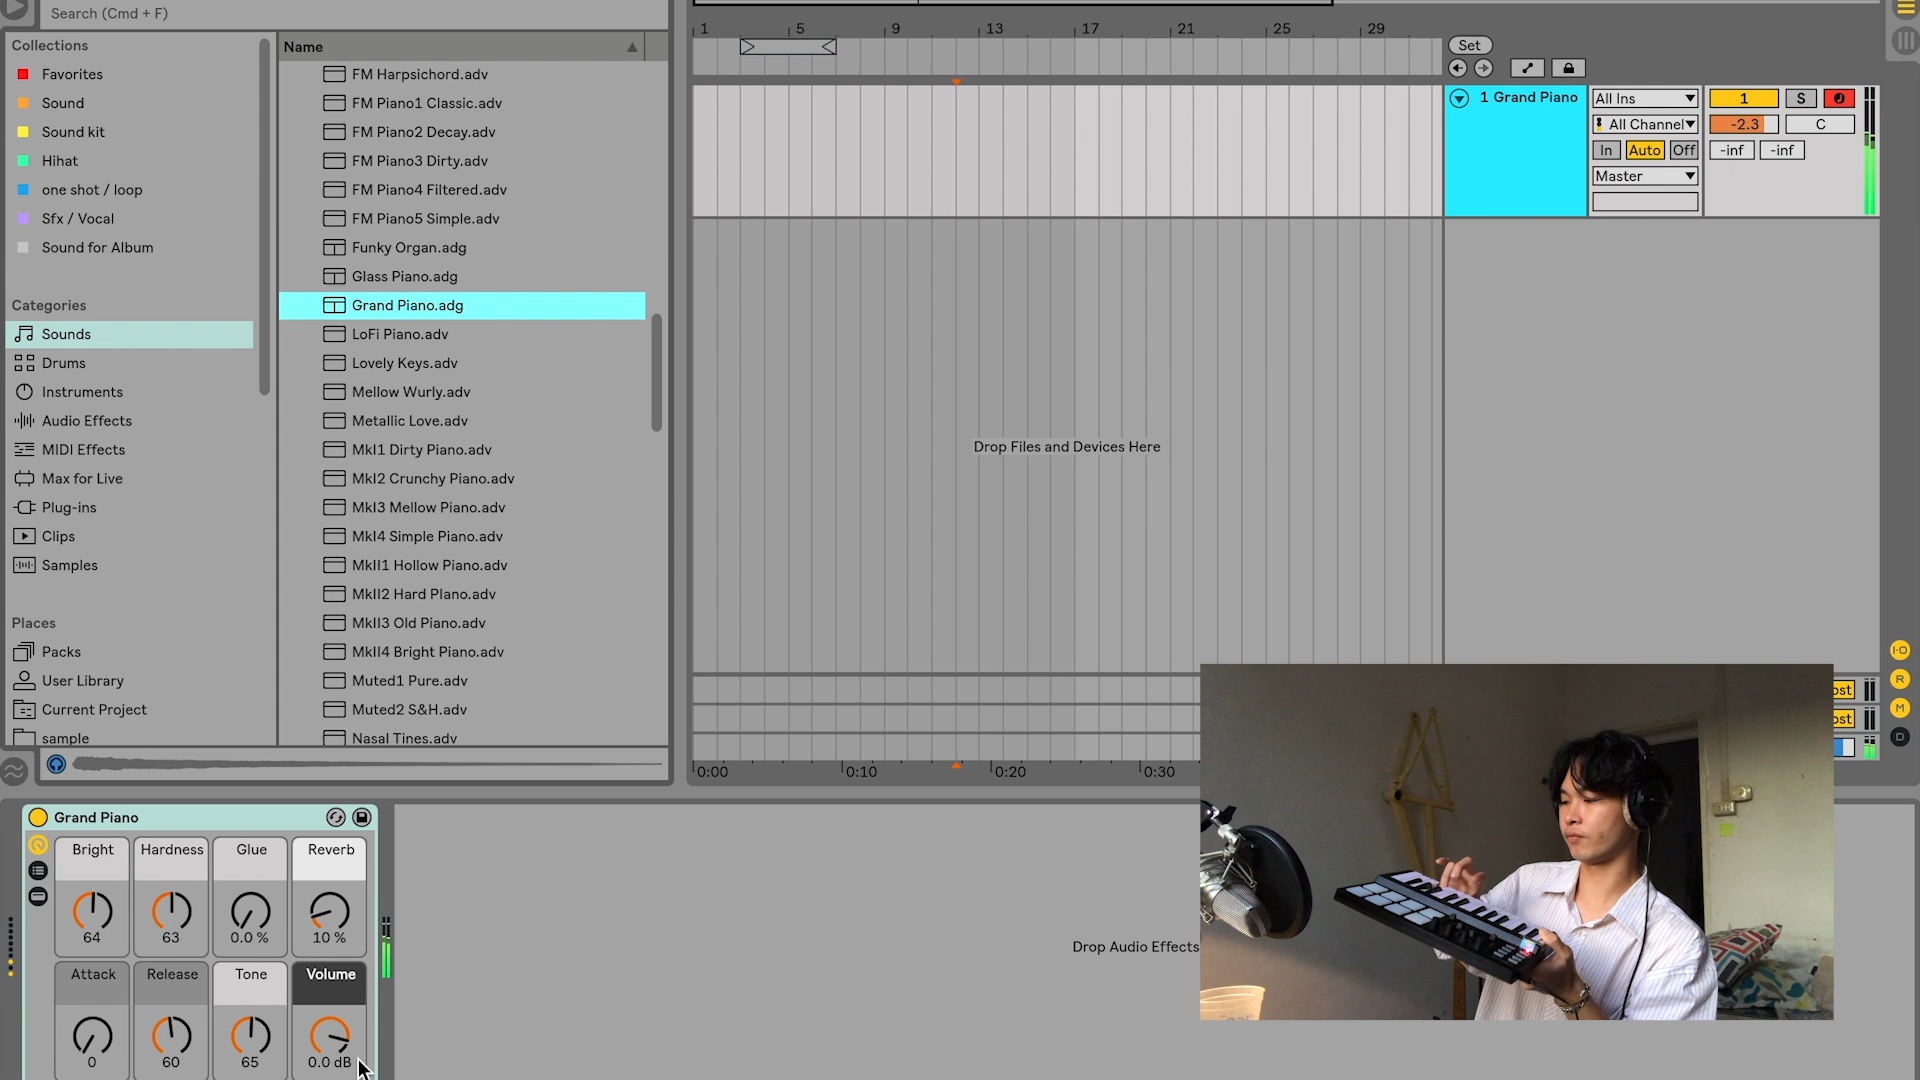 Search (Cmd + F)
Collections
Favorites
Sound
Sound kit
Hihat
one shot / loop
Sfx / Vocal
Sound for Album
Categories
Sounds
Drums
Instruments
Audio Effects
MIDI Effects
Max for Live
Plug-ins
Clips
Samples
Places
Packs
User Library
Current Project
sample
Name
FM Harpsichord.adv
FM Piano1 Classic.adv
FM Piano2 Decay.adv
FM Piano3 Dirty.adv
FM Piano4 Filtered.adv
FM Piano5 Simple.adv
Funky Organ.adg
Glass Piano.adg
Grand Piano.adg
LoFi Piano.adv
Lovely Keys.adv
Mellow Wurly.adv
Metallic Love.adv
MkI1 Dirty Piano.adv
MkI2 Crunchy Piano.adv
MkI3 Mellow Piano.adv
MkI4 Simple Piano.adv
MkII1 Hollow Piano.adv
MkII2 Hard PIano.adv
MkII3 Old Piano.adv
MkII4 Bright Piano.adv
Muted1 Pure.adv
Muted2 S&H.adv
Nasal Tines.adv
1 5 9 13 17 21 25 29
Set
1 Grand Piano
All Ins
All Channel
In Auto Off
Master
1 S
-2.3 C
-inf -inf
Drop Files and Devices Here
I·O
R
M
D
ost
ost
0:00 0:10 0:20 0:30
Grand Piano
Bright Hardness Glue Reverb
64 63 0.0 % 10 %
Attack Release Tone Volume
0 60 65 0.0 dB
Drop Audio Effects